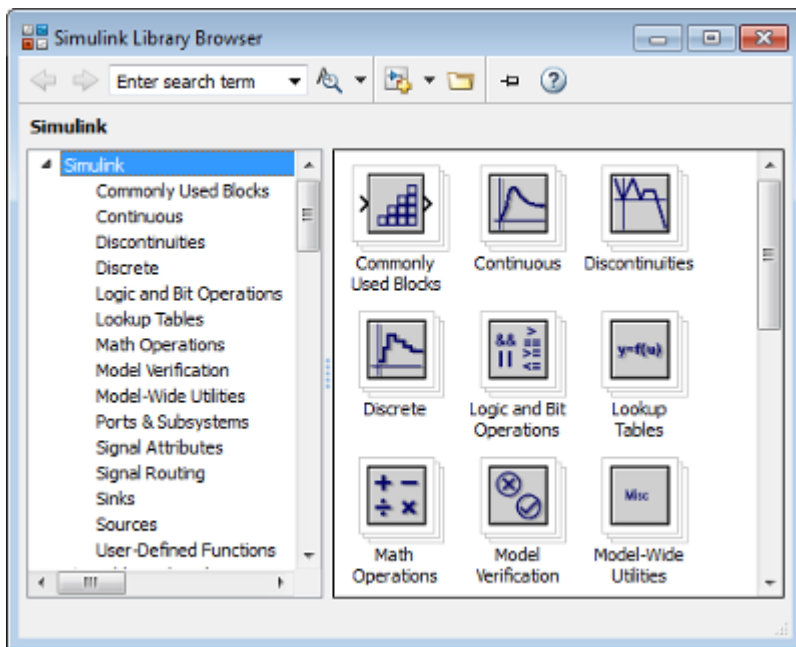 Simulink Library Browser
Enter search term
Simulink
Simulink
Commonly Used Blocks
Continuous
Discontinuities
Discrete
Logic and Bit Operations
Lookup Tables
Math Operations
Model Verification
Model-Wide Utilities
Ports & Subsystems
Signal Attributes
Signal Routing
Sinks
Sources
User-Defined Functions
Commonly
Used Blocks
Continuous
Discontinuities
&& >
|| >=
<=
y=f(u)
Discrete
Logic and Bit
Operations
Lookup
Tables
+ −
÷ ×
Misc
Math
Operations
Model
Verification
Model-Wide
Utilities